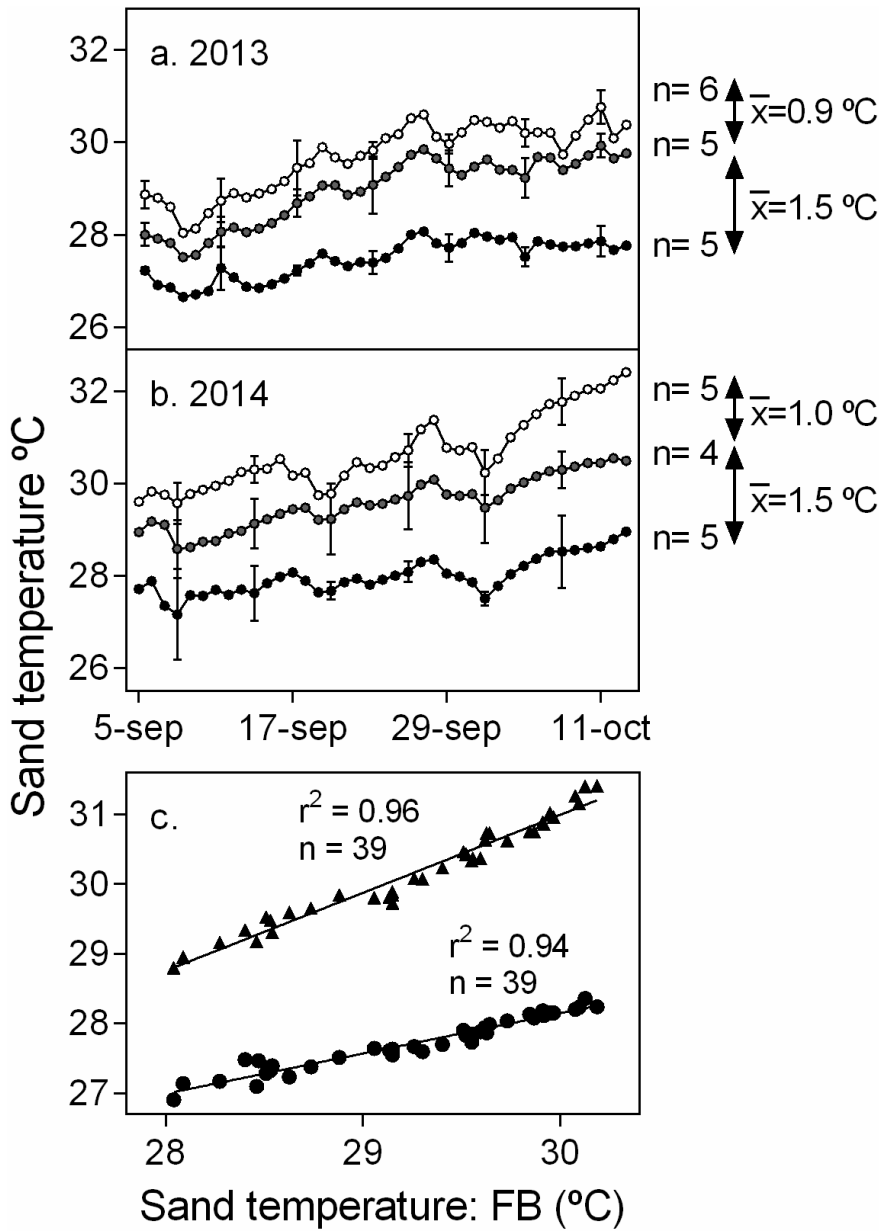 Sand temperature ºC
32
30
28
26
a. 2013
n= 6
x̅=0.9 ºC
n= 5
x̅=1.5 ºC
n= 5
32
30
28
26
b. 2014
n= 5
x̅=1.0 ºC
n= 4
x̅=1.5 ºC
n= 5
5-sep 17-sep 29-sep 11-oct
31
30
29
28
27
c.
r² = 0.96
n = 39
r² = 0.94
n = 39
28 29 30
Sand temperature: FB (ºC)